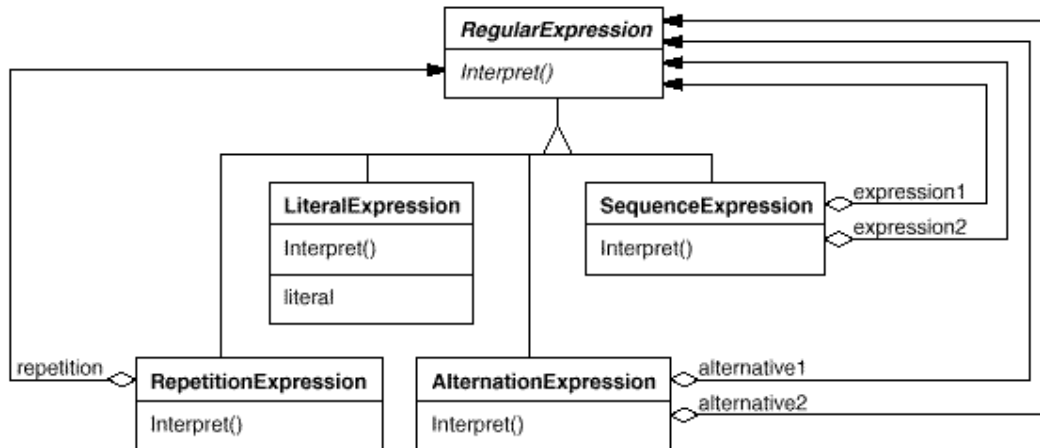 RegularExpression
Interpret()
LiteralExpression
Interpret()
literal
SequenceExpression
Interpret()
expression1
expression2
repetition
RepetitionExpression
Interpret()
AlternationExpression
Interpret()
alternative1
alternative2